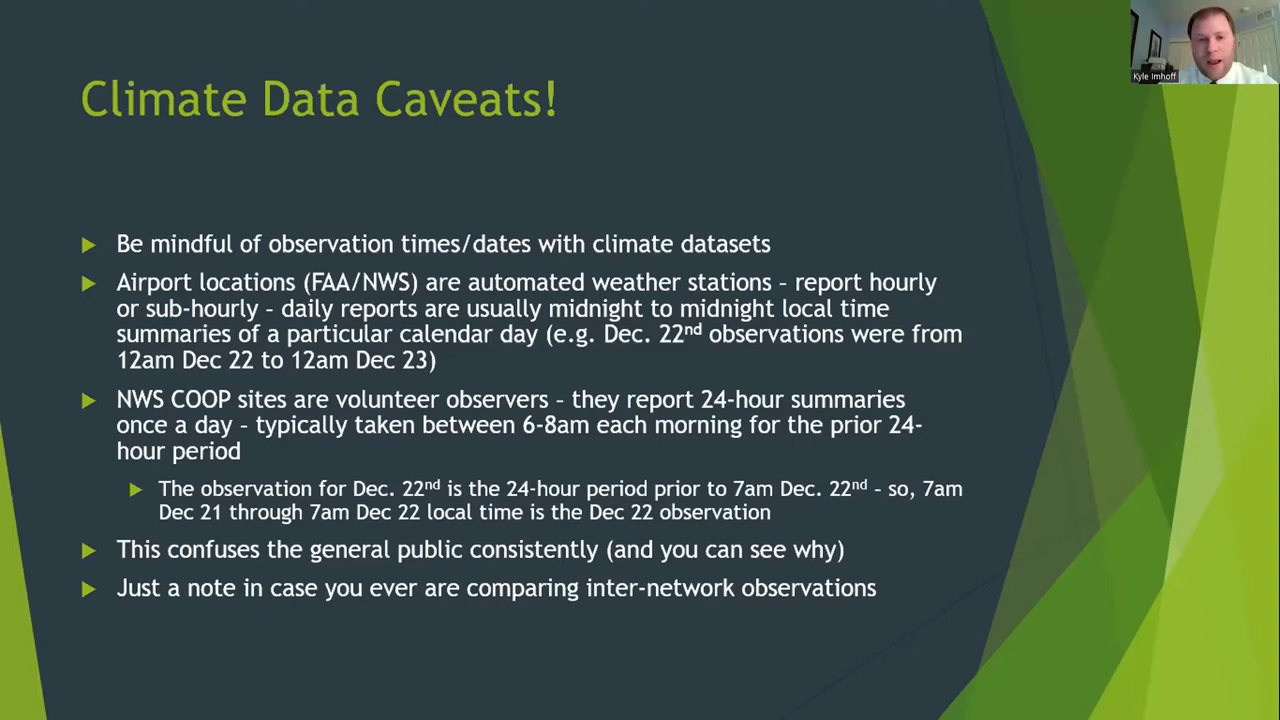 Climate Data Caveats!
Kyle Imhoff
Be mindful of observation times/dates with climate datasets
Airport locations (FAA/NWS) are automated weather stations – report hourly
or sub-hourly – daily reports are usually midnight to midnight local time
summaries of a particular calendar day (e.g. Dec. 22nd observations were from
12am Dec 22 to 12am Dec 23)
NWS COOP sites are volunteer observers – they report 24-hour summaries
once a day – typically taken between 6-8am each morning for the prior 24-
hour period
The observation for Dec. 22nd is the 24-hour period prior to 7am Dec. 22nd – so, 7am
Dec 21 through 7am Dec 22 local time is the Dec 22 observation
This confuses the general public consistently (and you can see why)
Just a note in case you ever are comparing inter-network observations